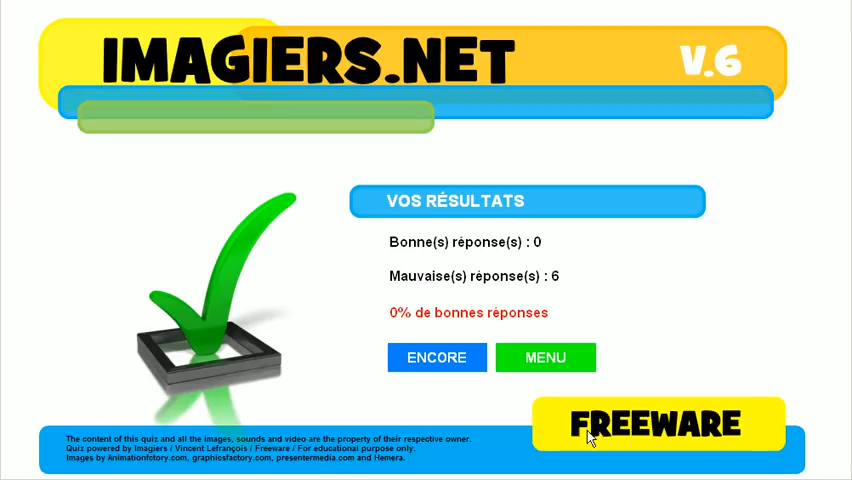 IMAGIERS.NET
V.6
VOS RÉSULTATS
Bonne(s) réponse(s) : 0
Mauvaise(s) réponse(s) : 6
0% de bonnes réponses
ENCORE
MENU
FREEWARE
The content of this quiz and all the images, sounds and video are the property of their respective owner.
Quiz powered by Imagiers / Vincent Lefrançois / Freeware / For educational purpose only.
Images by Animationfctory.com, graphicsfactory.com, presentermedia.com and Hemera.